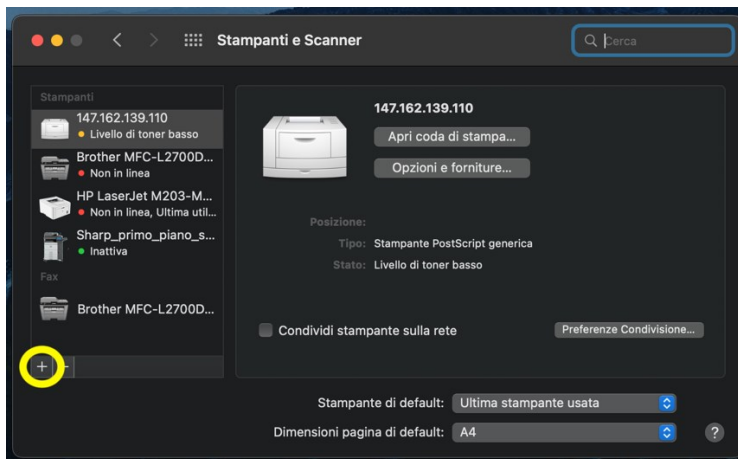 Stampanti e Scanner
Cerca
Stampanti
147.162.139.110
Livello di toner basso
Brother MFC-L2700D...
Non in linea
HP LaserJet M203-M...
Non in linea, Ultima util...
Sharp_primo_piano_s...
Inattiva
Fax
Brother MFC-L2700D...
+ -
147.162.139.110
Apri coda di stampa...
Opzioni e forniture...
Posizione:
Tipo: Stampante PostScript generica
Stato: Livello di toner basso
Condividi stampante sulla rete
Preferenze Condivisione...
Stampante di default: Ultima stampante usata
Dimensioni pagina di default: A4
?